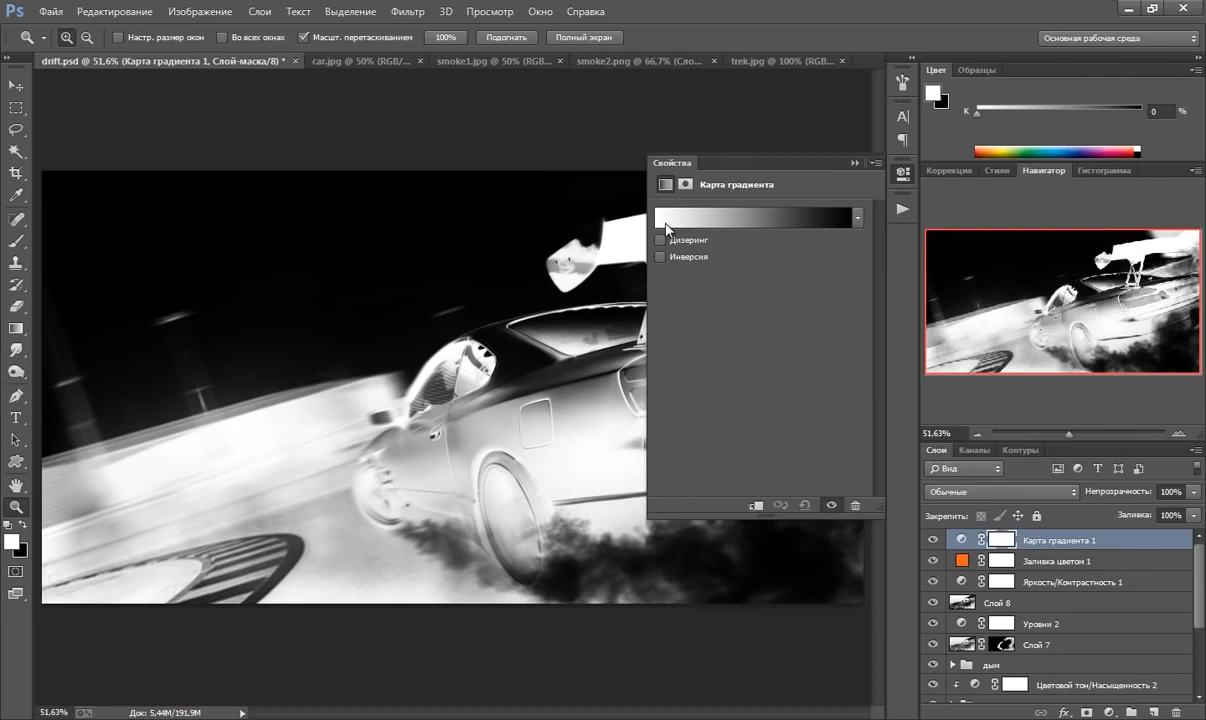 Ps Файл Редактирование Изображение Слои Текст Выделение Фильтр 3D Просмотр Окно Справка
Настр. размер окон Во всех окнах Масшт. перетаскиванием 100% Подогнать Полный экран Основная рабочая среда
drift.psd @ 51,6% (Карта градиента 1, Слой-маска/8) * × car.jpg @ 50% (RGB/... × smoke1.jpg @ 50% (RGB... × smoke2.png @ 66,7% (Сло... × trek.jpg @ 100% (RGB... ×
Цвет Образцы
K 0 %
Коррекция Стили Навигатор Гистограмма
Свойства
Карта градиента
Дизеринг
Инверсия
51,63%
Слои Каналы Контуры
Вид
Обычные Непрозрачность: 100%
Закрепить: Заливка: 100%
Карта градиента 1
Заливка цветом 1
Яркость/Контрастность 1
Слой 8
Уровни 2
Слой 7
дым
Цветовой тон/Насыщенность 2
51,63% Док: 5,44M/191,9M